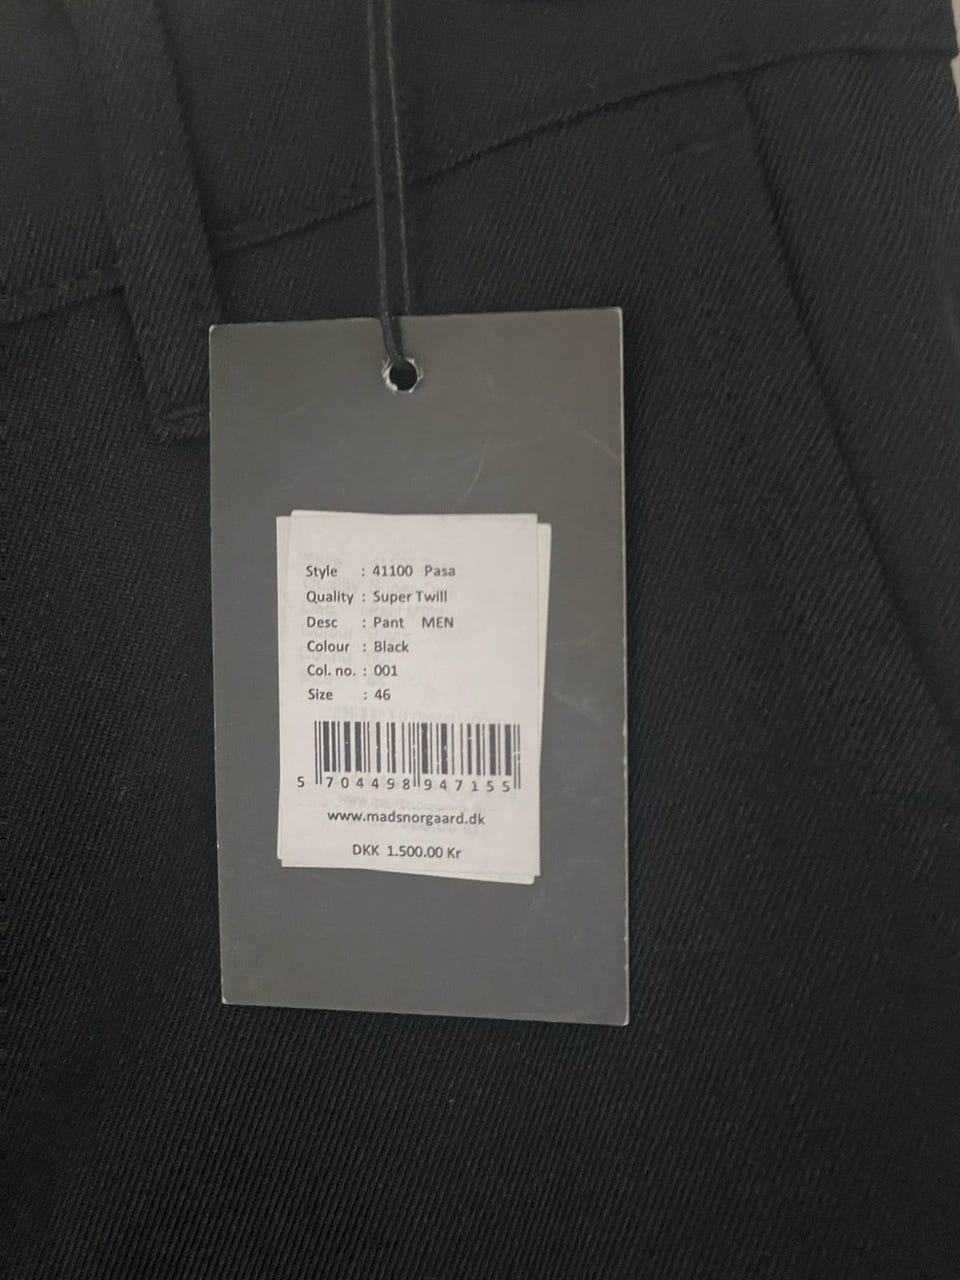 Style : 41100 Pasa
Quality : Super Twill
Desc : Pant MEN
Colour : Black
Col. no. : 001
Size : 46
5 704498 947155
www.madsnorgaard.dk
DKK 1.500.00 Kr